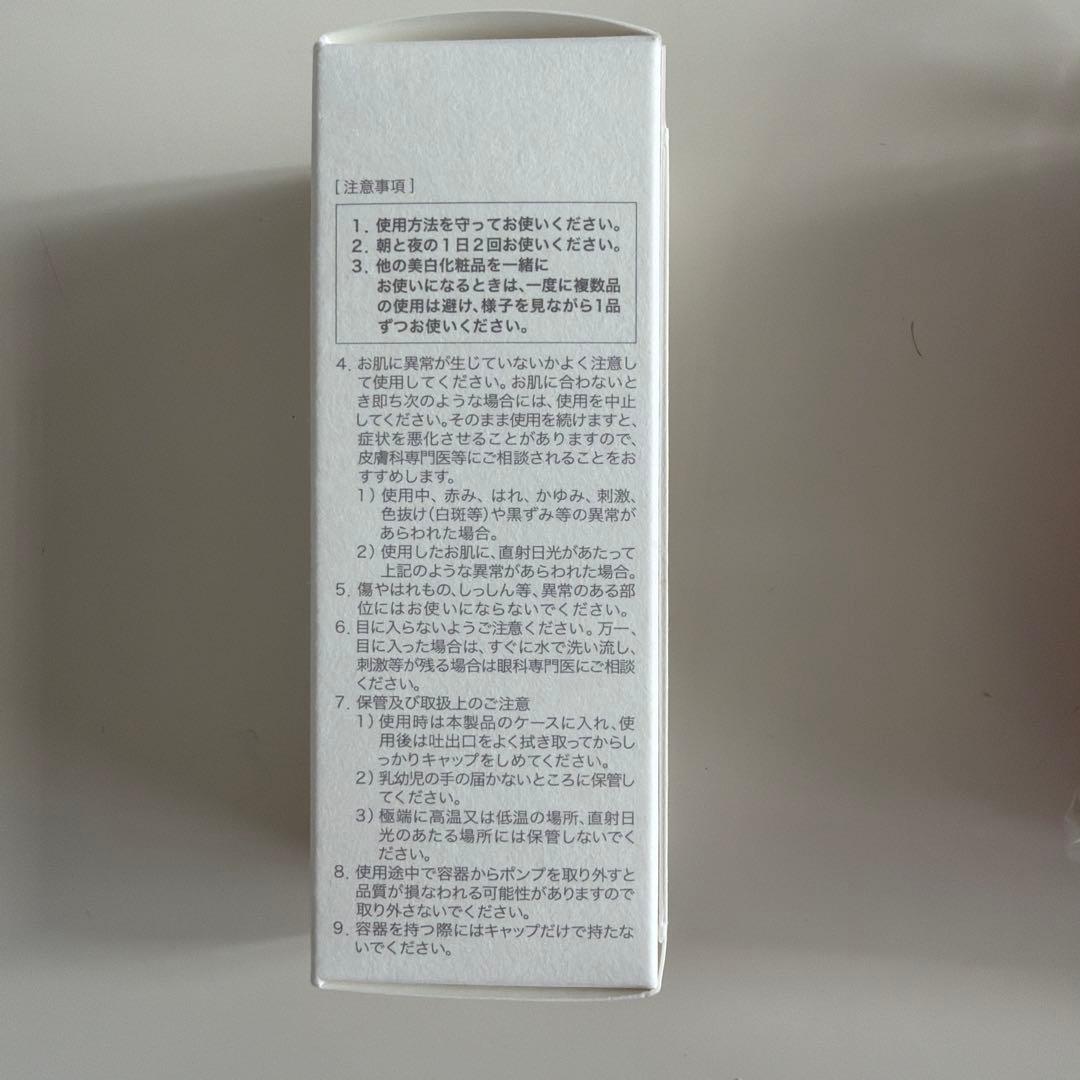 [注意事項]
1. 使用方法を守ってお使いください。
2. 朝と夜の1日2回お使いください。
3. 他の美白化粧品を一緒に
お使いになるときは、一度に複数品
の使用は避け、様子を見ながら1品
ずつお使いください。
4. お肌に異常が生じていないかよく注意し
て使用してください。お肌に合わないと
き即ち次のような場合には、使用を中止
してください。そのまま使用を続けますと、
症状を悪化させることがありますので、
皮膚科専門医等にご相談されることをお
すすめします。
1) 使用中、赤み、はれ、かゆみ、刺激、
色抜け(白斑等)や黒ずみ等の異常が
あらわれた場合。
2) 使用したお肌に、直射日光があたって
上記のような異常があらわれた場合。
5. 傷やはれもの、しっしん等、異常のある部
位にはお使いにならないでください。
6. 目に入らないようご注意ください。万一、
目に入った場合は、すぐに水で洗い流し、
刺激等が残る場合は眼科専門医にご相談
ください。
7. 保管及び取扱上のご注意
1) 使用時は本製品のケースに入れ、使
用後は吐出口をよく拭き取ってからし
っかりキャップをしめてください。
2) 乳幼児の手の届かないところに保管し
てください。
3) 極端に高温又は低温の場所、直射日
光のあたる場所には保管しないでく
ださい。
8. 使用途中で容器からポンプを取り外すと
品質が損なわれる可能性がありますので
取り外さないでください。
9. 容器を持つ際にはキャップだけで持たな
いでください。